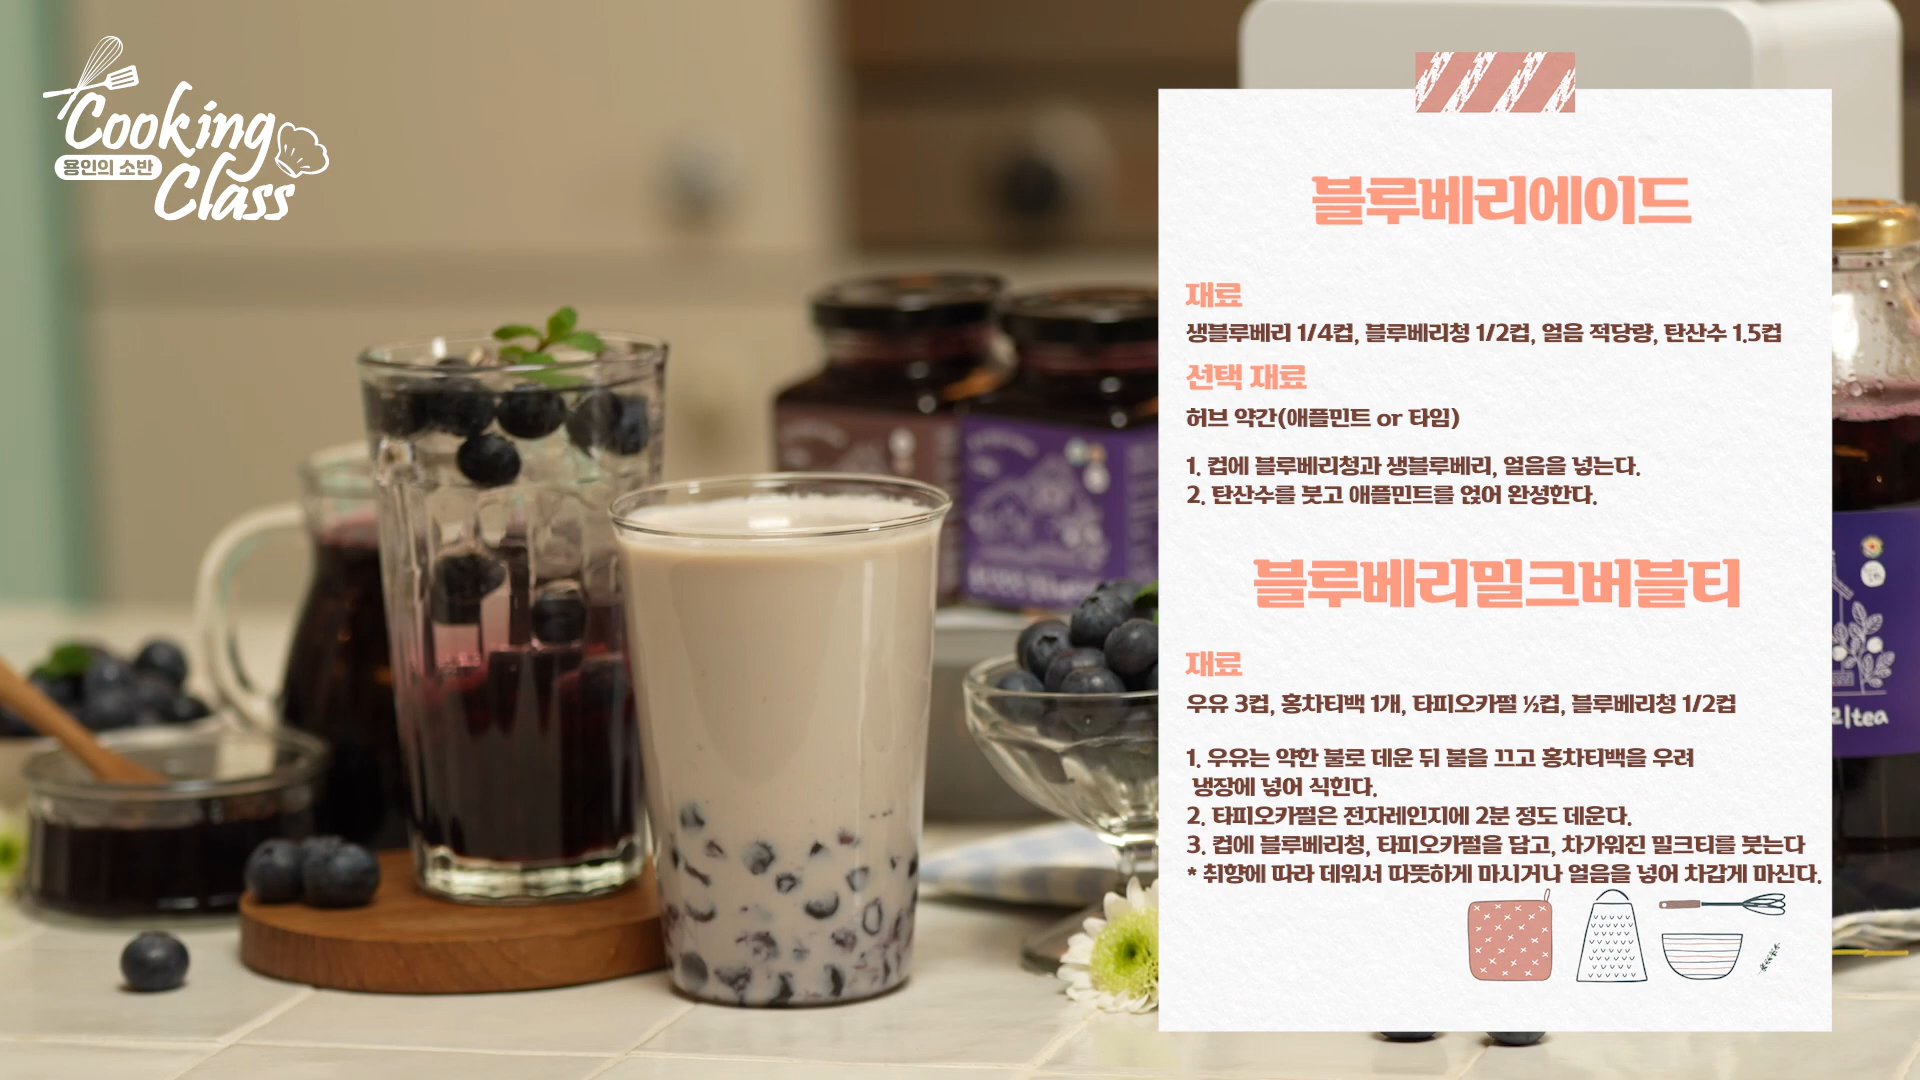 Cooking
용인의 소반
Class
블루베리에이드
재료
생블루베리 1/4컵, 블루베리청 1/2컵, 얼음 적당량, 탄산수 1.5컵
선택 재료
허브 약간(애플민트 or 타임)
1. 컵에 블루베리청과 생블루베리, 얼음을 넣는다.
2. 탄산수를 붓고 애플민트를 얹어 완성한다.
블루베리밀크버블티
재료
우유 3컵, 홍차티백 1개, 타피오카펄 ½컵, 블루베리청 1/2컵
1. 우유는 약한 불로 데운 뒤 불을 끄고 홍차티백을 우려
냉장에 넣어 식힌다.
2. 타피오카펄은 전자레인지에 2분 정도 데운다.
3. 컵에 블루베리청, 타피오카펄을 담고, 차가워진 밀크티를 붓는다
* 취향에 따라 데워서 따뜻하게 마시거나 얼음을 넣어 차갑게 마신다.
tea